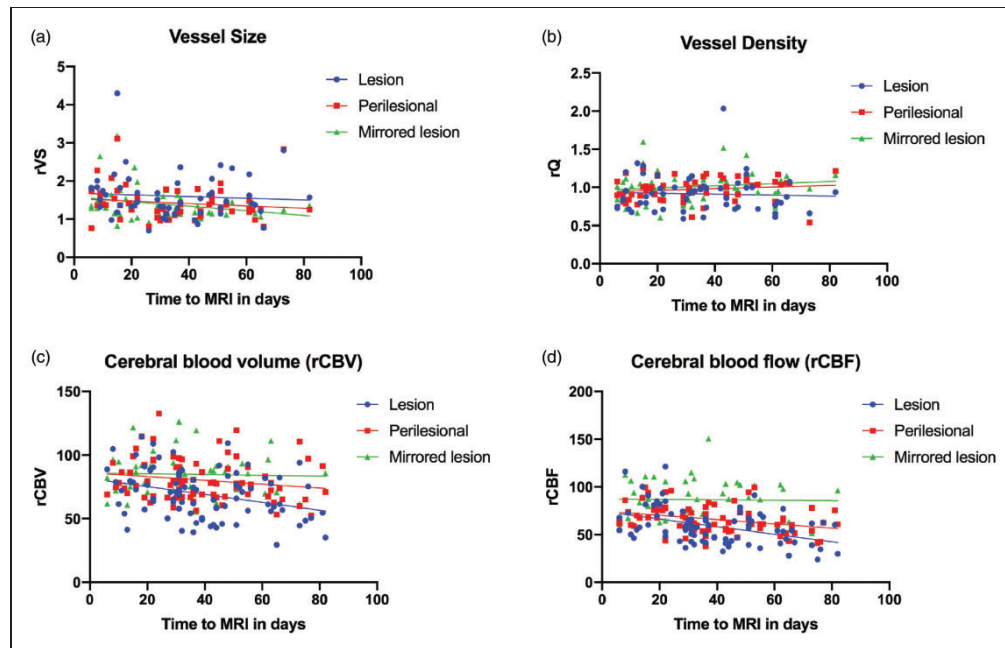 (a)
Vessel Size
5
4
3
2
1
0
rVS
0 20 40 60 80 100
Time to MRI in days
Lesion
Perilesional
Mirrored lesion
(b)
Vessel Density
2.5
2.0
1.5
1.0
0.5
0.0
rQ
0 20 40 60 80 100
Time to MRI in days
Lesion
Perilesional
Mirrored lesion
(c)
Cerebral blood volume (rCBV)
150
100
50
0
rCBV
0 20 40 60 80 100
Time to MRI in days
Lesion
Perilesional
Mirrored lesion
(d)
Cerebral blood flow (rCBF)
200
150
100
50
0
rCBF
0 20 40 60 80 100
Time to MRI in days
Lesion
Perilesional
Mirrored lesion